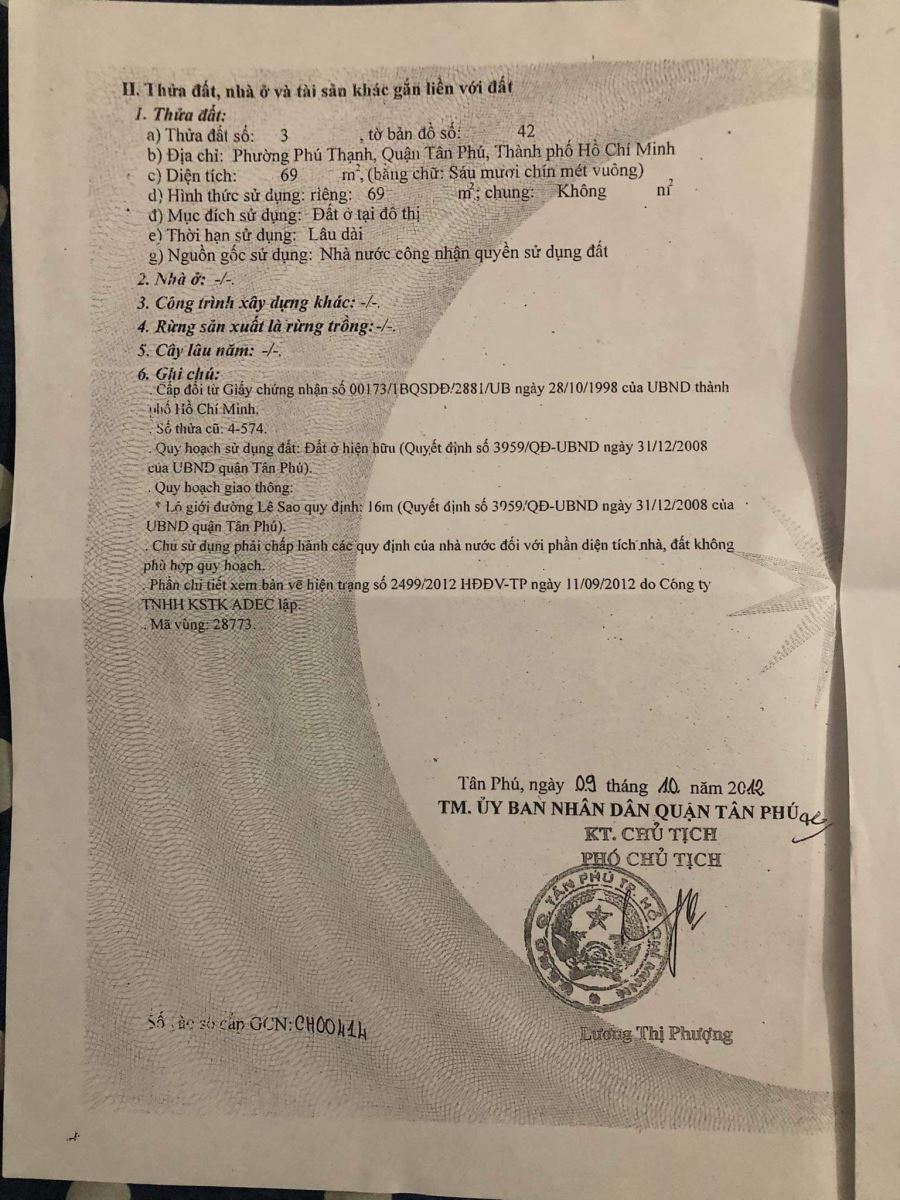 II. Thửa đất, nhà ở và tài sản khác gắn liền với đất
1. Thửa đất:
a) Thửa đất số: 3 , tờ bản đồ số: 42
b) Địa chỉ: Phường Phú Thạnh, Quận Tân Phú, Thành phố Hồ Chí Minh
c) Diện tích: 69 m², (bằng chữ: Sáu mươi chín mét vuông)
d) Hình thức sử dụng: riêng: 69 m²; chung: Không m²
đ) Mục đích sử dụng: Đất ở tại đô thị
e) Thời hạn sử dụng: Lâu dài
g) Nguồn gốc sử dụng: Nhà nước công nhận quyền sử dụng đất
2. Nhà ở: -/-.
3. Công trình xây dựng khác: -/-.
4. Rừng sản xuất là rừng trồng:-/-.
5. Cây lâu năm: -/-.
6. Ghi chú:
. Cấp đổi từ Giấy chứng nhận số 00173/1BQSDĐ/2881/UB ngày 28/10/1998 của UBND thành
phố Hồ Chí Minh.
. Số thửa cũ: 4-574.
. Quy hoạch sử dụng đất: Đất ở hiện hữu (Quyết định số 3959/QĐ-UBND ngày 31/12/2008
của UBND quận Tân Phú).
. Quy hoạch giao thông:
* Lộ giới đường Lê Sao quy định: 16m (Quyết định số 3959/QĐ-UBND ngày 31/12/2008 của
UBND quận Tân Phú).
. Chủ sử dụng phải chấp hành các quy định của nhà nước đối với phần diện tích nhà, đất không
phù hợp quy hoạch.
. Phần chi tiết xem bản vẽ hiện trạng số 2499/2012 HĐĐV-TP ngày 11/09/2012 do Công ty
TNHH KSTK ADEC lập.
. Mã vùng: 28773.
Tân Phú, ngày 09 tháng 10 năm 2012
TM. ỦY BAN NHÂN DÂN QUẬN TÂN PHÚ
KT. CHỦ TỊCH
PHÓ CHỦ TỊCH
U.B.N.D Q. TÂN PHÚ TP. HỒ CHÍ MINH
Số vào sổ cấp GCN: CH00414
Lương Thị Phượng